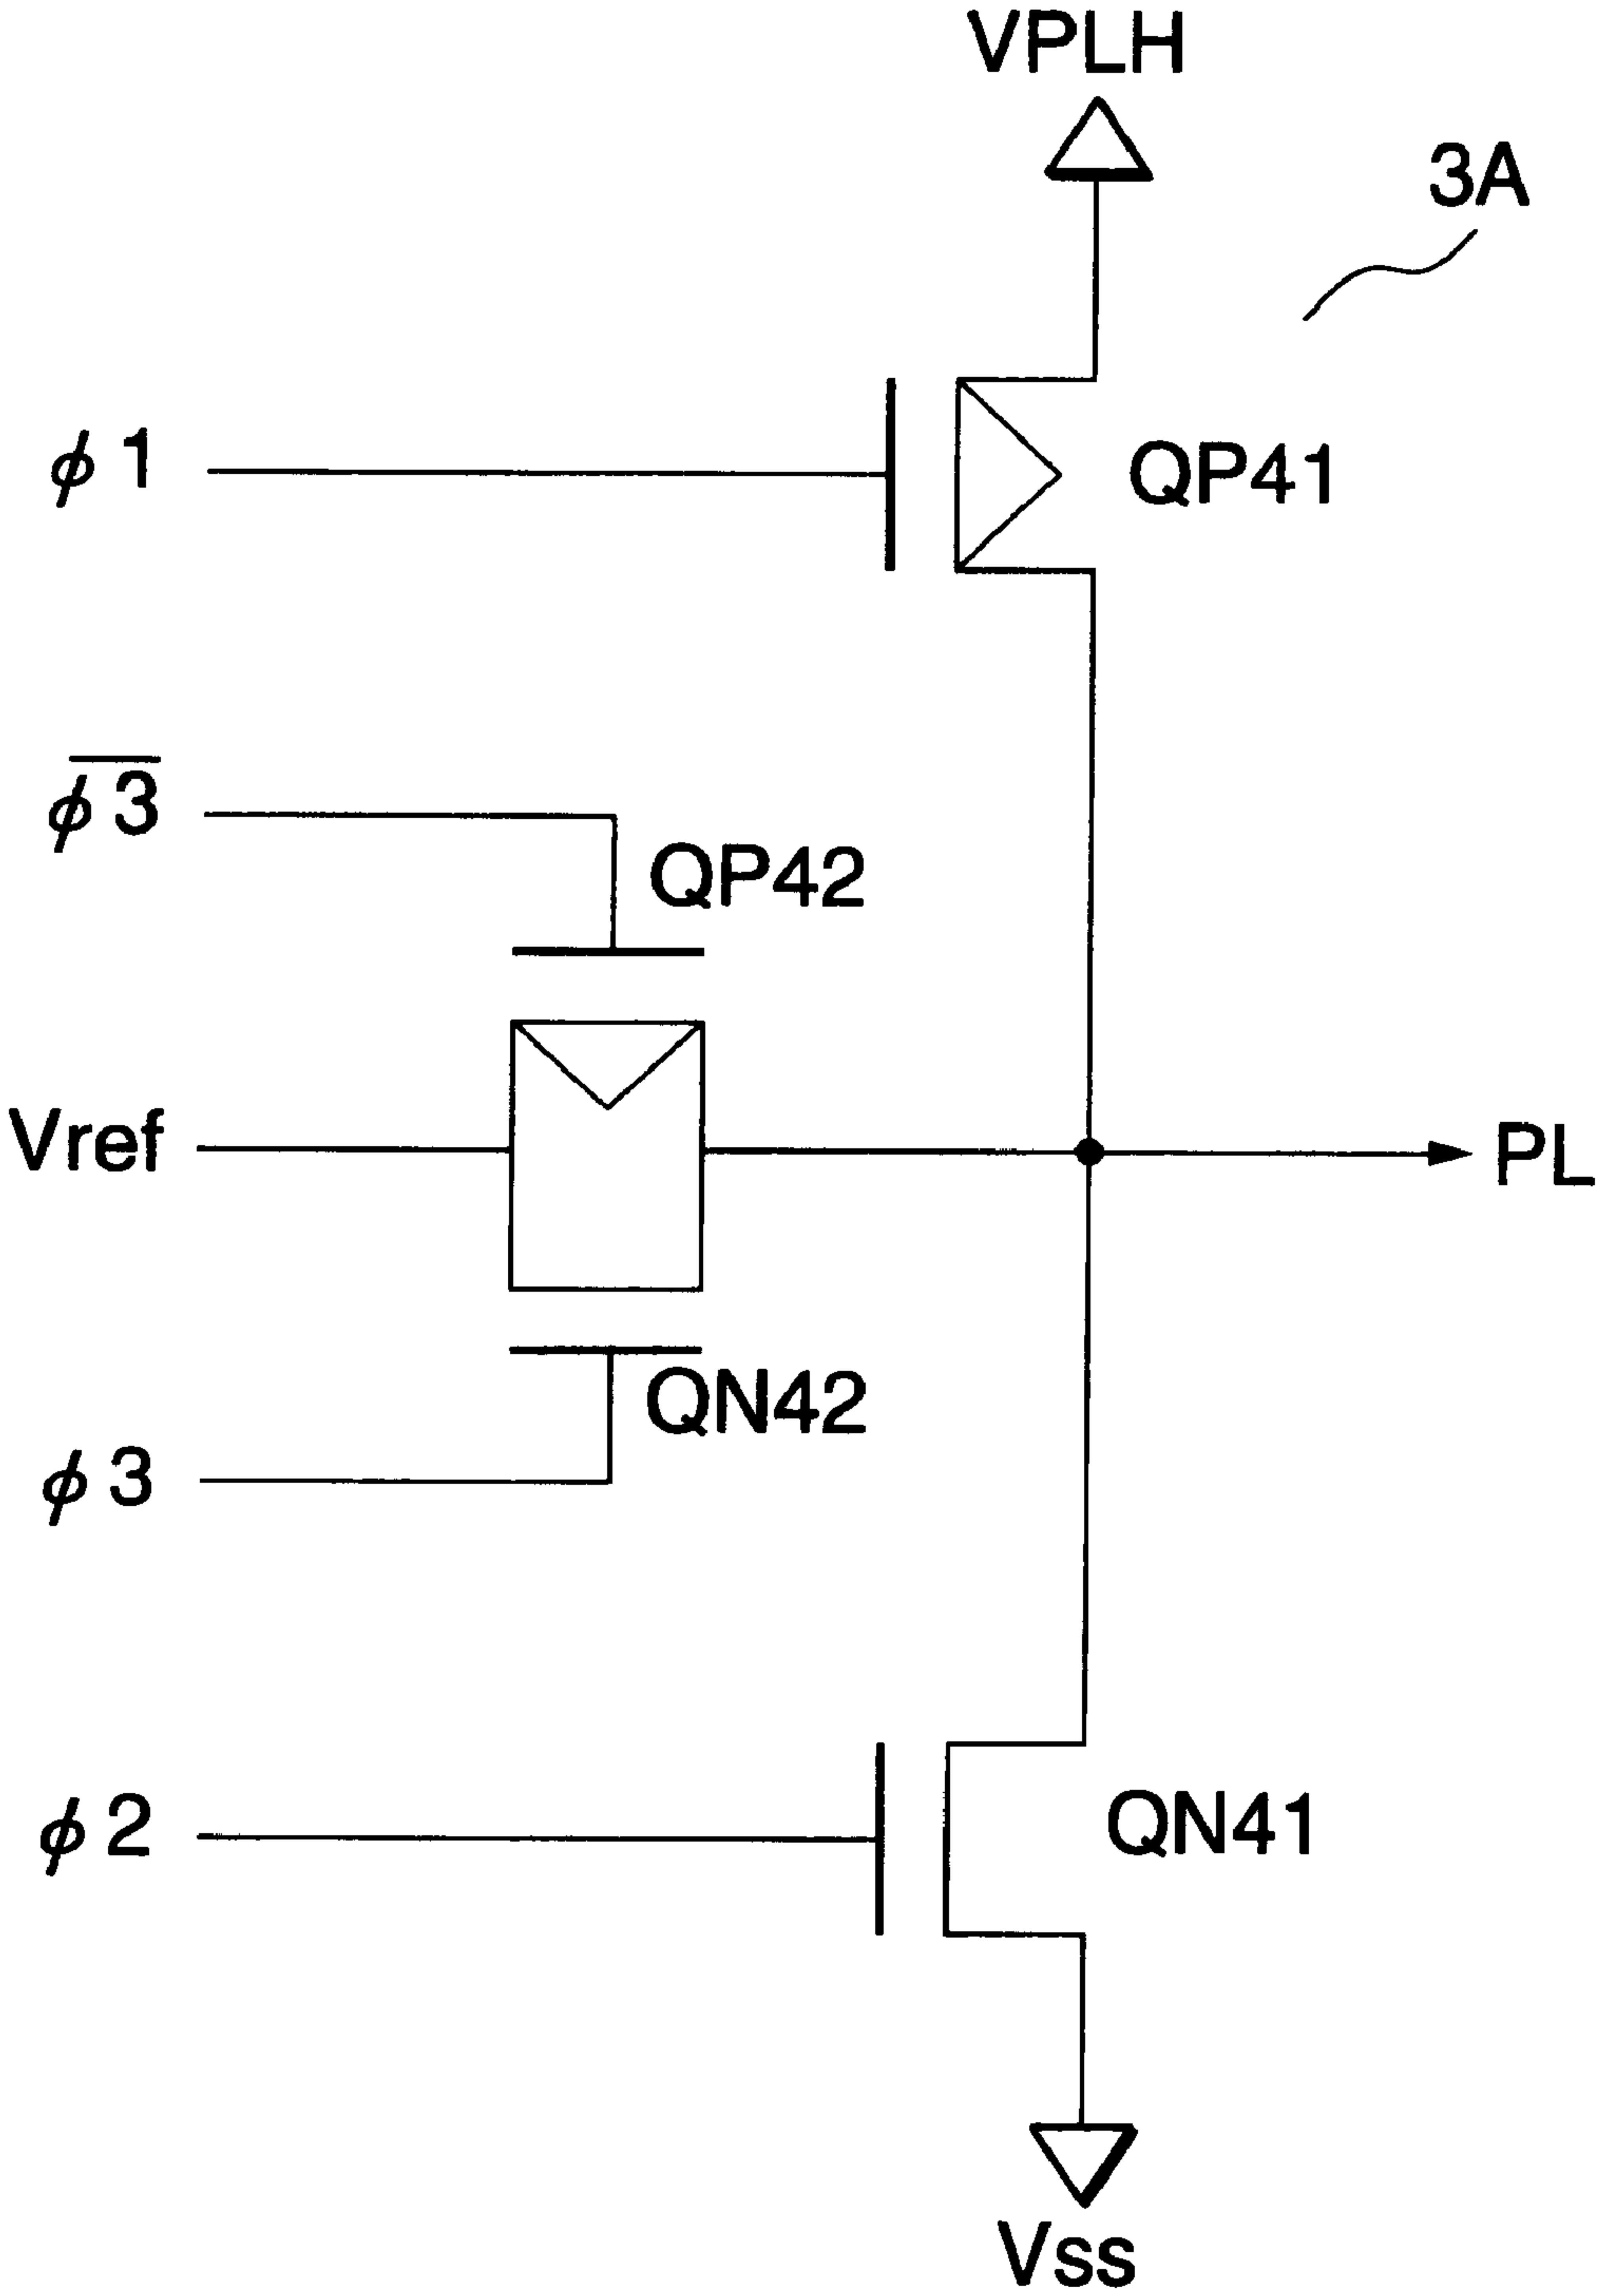 VPLH
3A
ϕ1
QP41
ϕ3̅
QP42
Vref
PL
QN42
ϕ3
ϕ2
QN41
Vss